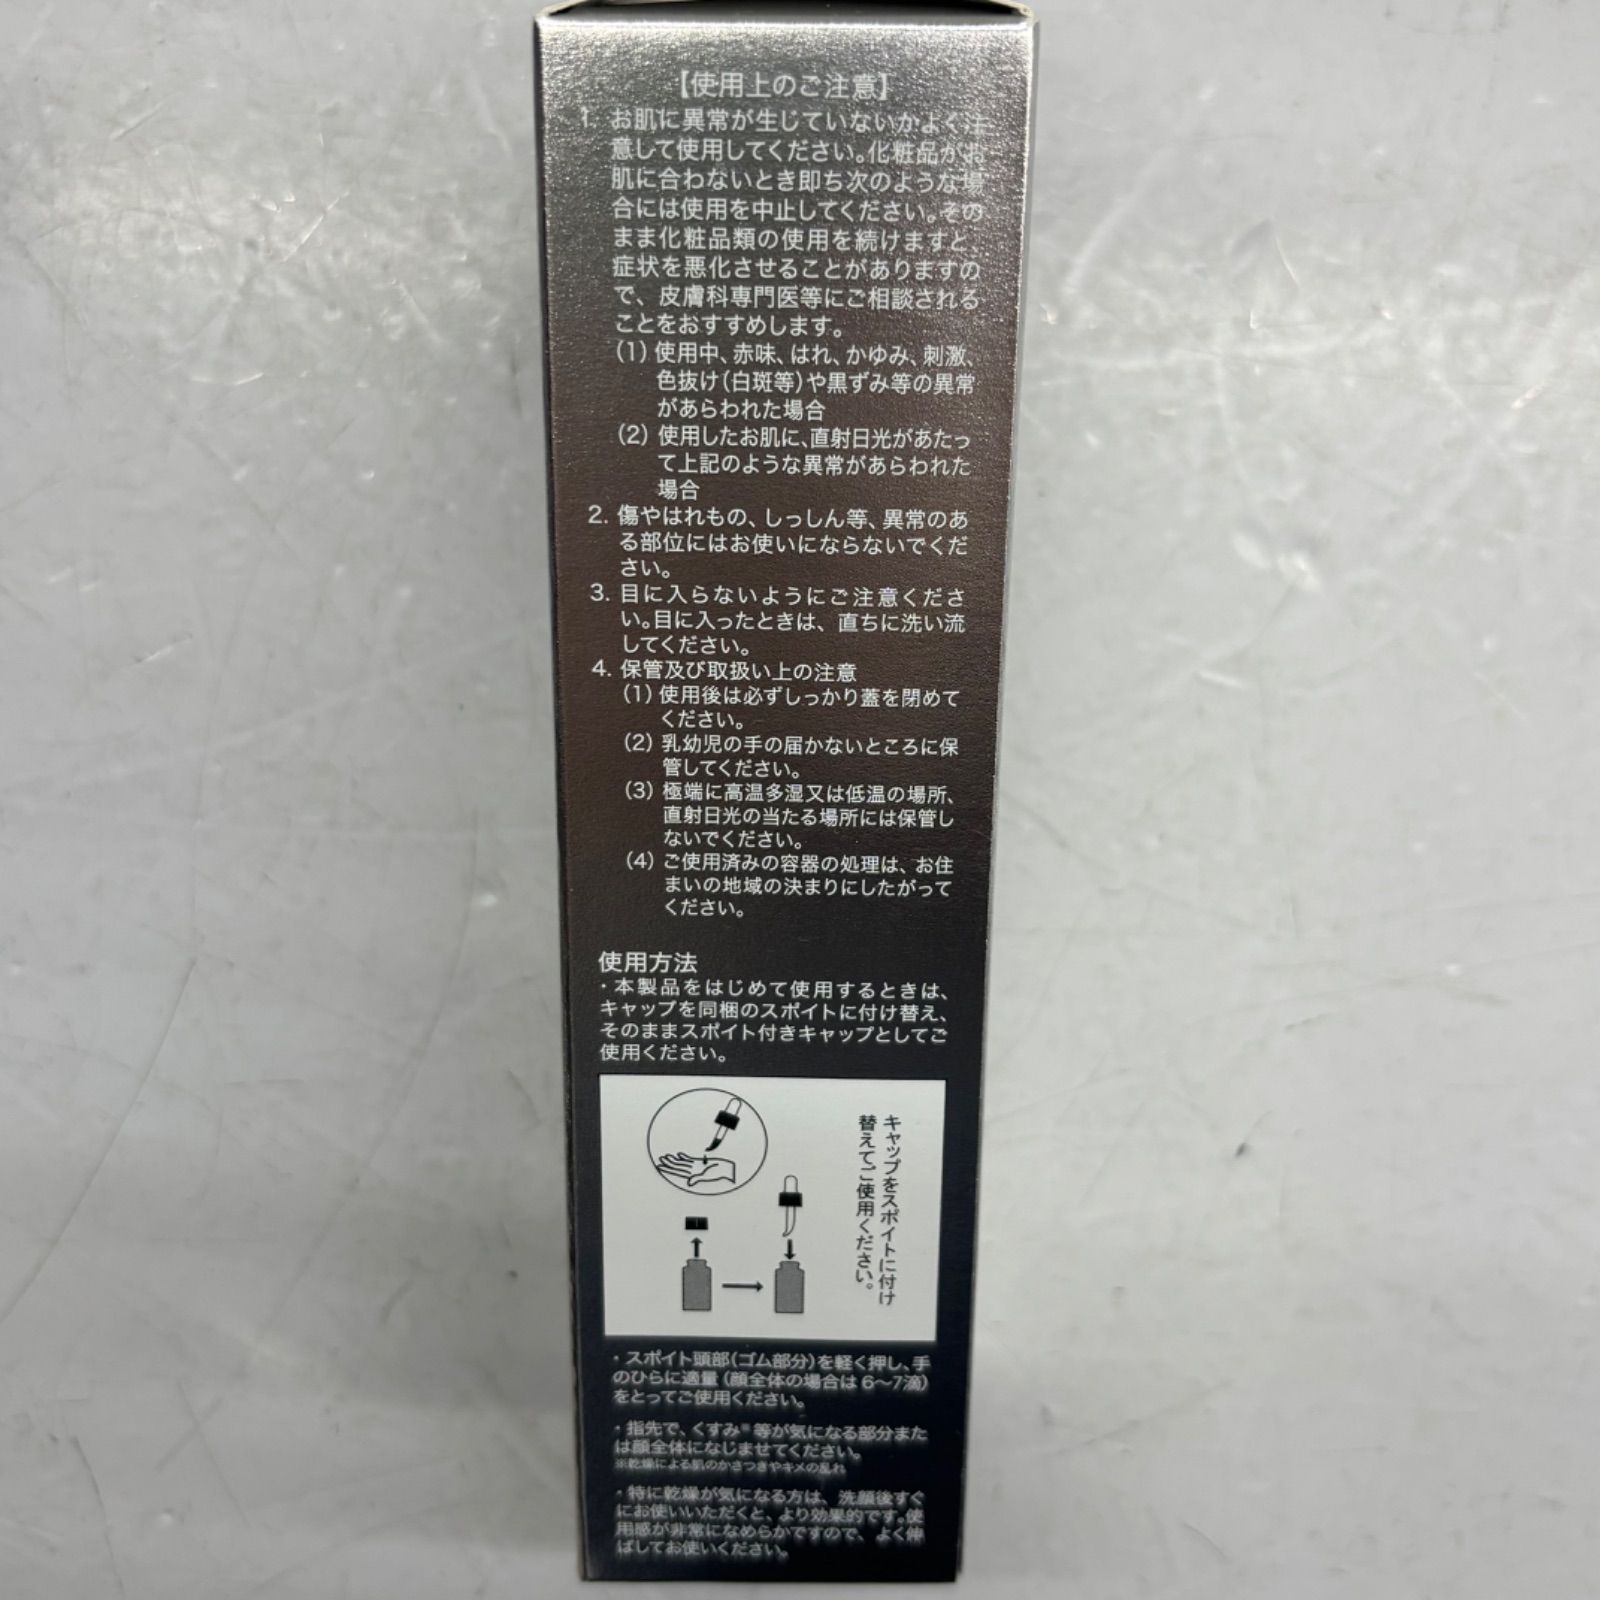 【使用上のご注意】
1. お肌に異常が生じていないかよく注
意して使用してください。化粧品がお
肌に合わないとき即ち次のような場
合には使用を中止してください。その
まま化粧品類の使用を続けますと、
症状を悪化させることがありますの
で、皮膚科専門医等にご相談される
ことをおすすめします。
(1) 使用中、赤味、はれ、かゆみ、刺激、
色抜け(白斑等)や黒ずみ等の異常
があらわれた場合
(2) 使用したお肌に、直射日光があたっ
て上記のような異常があらわれた
場合
2. 傷やはれもの、しっしん等、異常のあ
る部位にはお使いにならないでくだ
さい。
3. 目に入らないようにご注意くださ
い。目に入ったときは、直ちに洗い流
してください。
4. 保管及び取扱い上の注意
(1) 使用後は必ずしっかり蓋を閉めて
ください。
(2) 乳幼児の手の届かないところに保
管してください。
(3) 極端に高温多湿又は低温の場所、
直射日光の当たる場所には保管し
ないでください。
(4) ご使用済みの容器の処理は、お住
まいの地域の決まりにしたがって
ください。
使用方法
・本製品をはじめて使用するときは、
キャップを同梱のスポイトに付け替え、
そのままスポイト付きキャップとしてご
使用ください。
キャップをスポイトに付け
替えてご使用ください。
・スポイト頭部(ゴム部分)を軽く押し、手
のひらに適量(顔全体の場合は6〜7滴)
をとってご使用ください。
・指先で、くすみ※等が気になる部分また
は顔全体になじませてください。
※乾燥による肌のかさつきやキメの乱れ
・特に乾燥が気になる方は、洗顔後すぐ
にお使いいただくと、より効果的です。使
用感が非常になめらかですので、よく伸
ばしてお使いください。